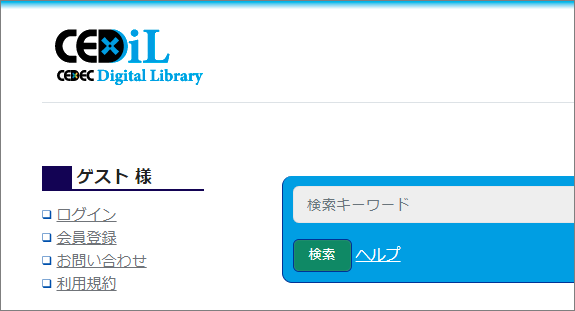 CEDiL
CEDEC Digital Library
ゲスト 様
ログイン
会員登録
お問い合わせ
利用規約
検索キーワード
検索 ヘルプ